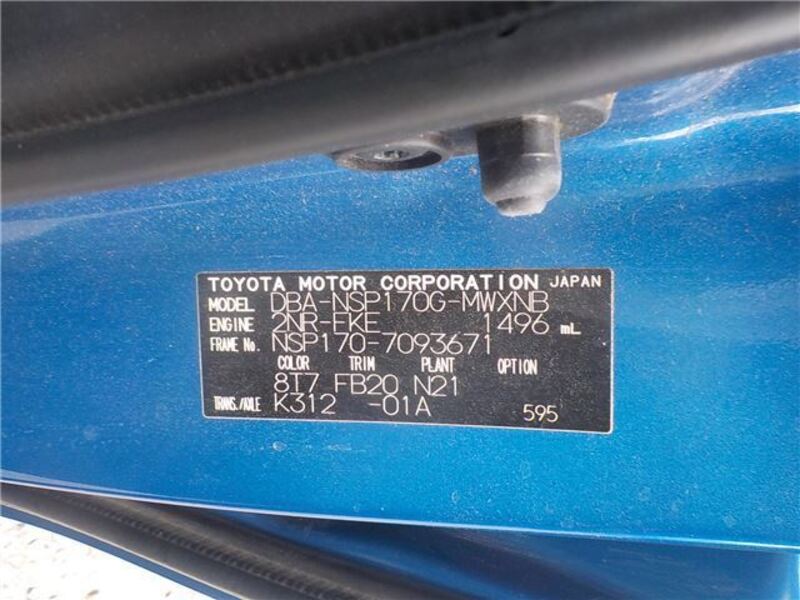 TOYOTA MOTOR CORPORATION JAPAN
MODEL DBA-NSP170G-MWXNB
ENGINE 2NR-FKE 1496 mL
FRAME No. NSP170-7093671
COLOR TRIM PLANT OPTION
8T7 FB20 N21
TRANS./AXLE K312 -01A 595